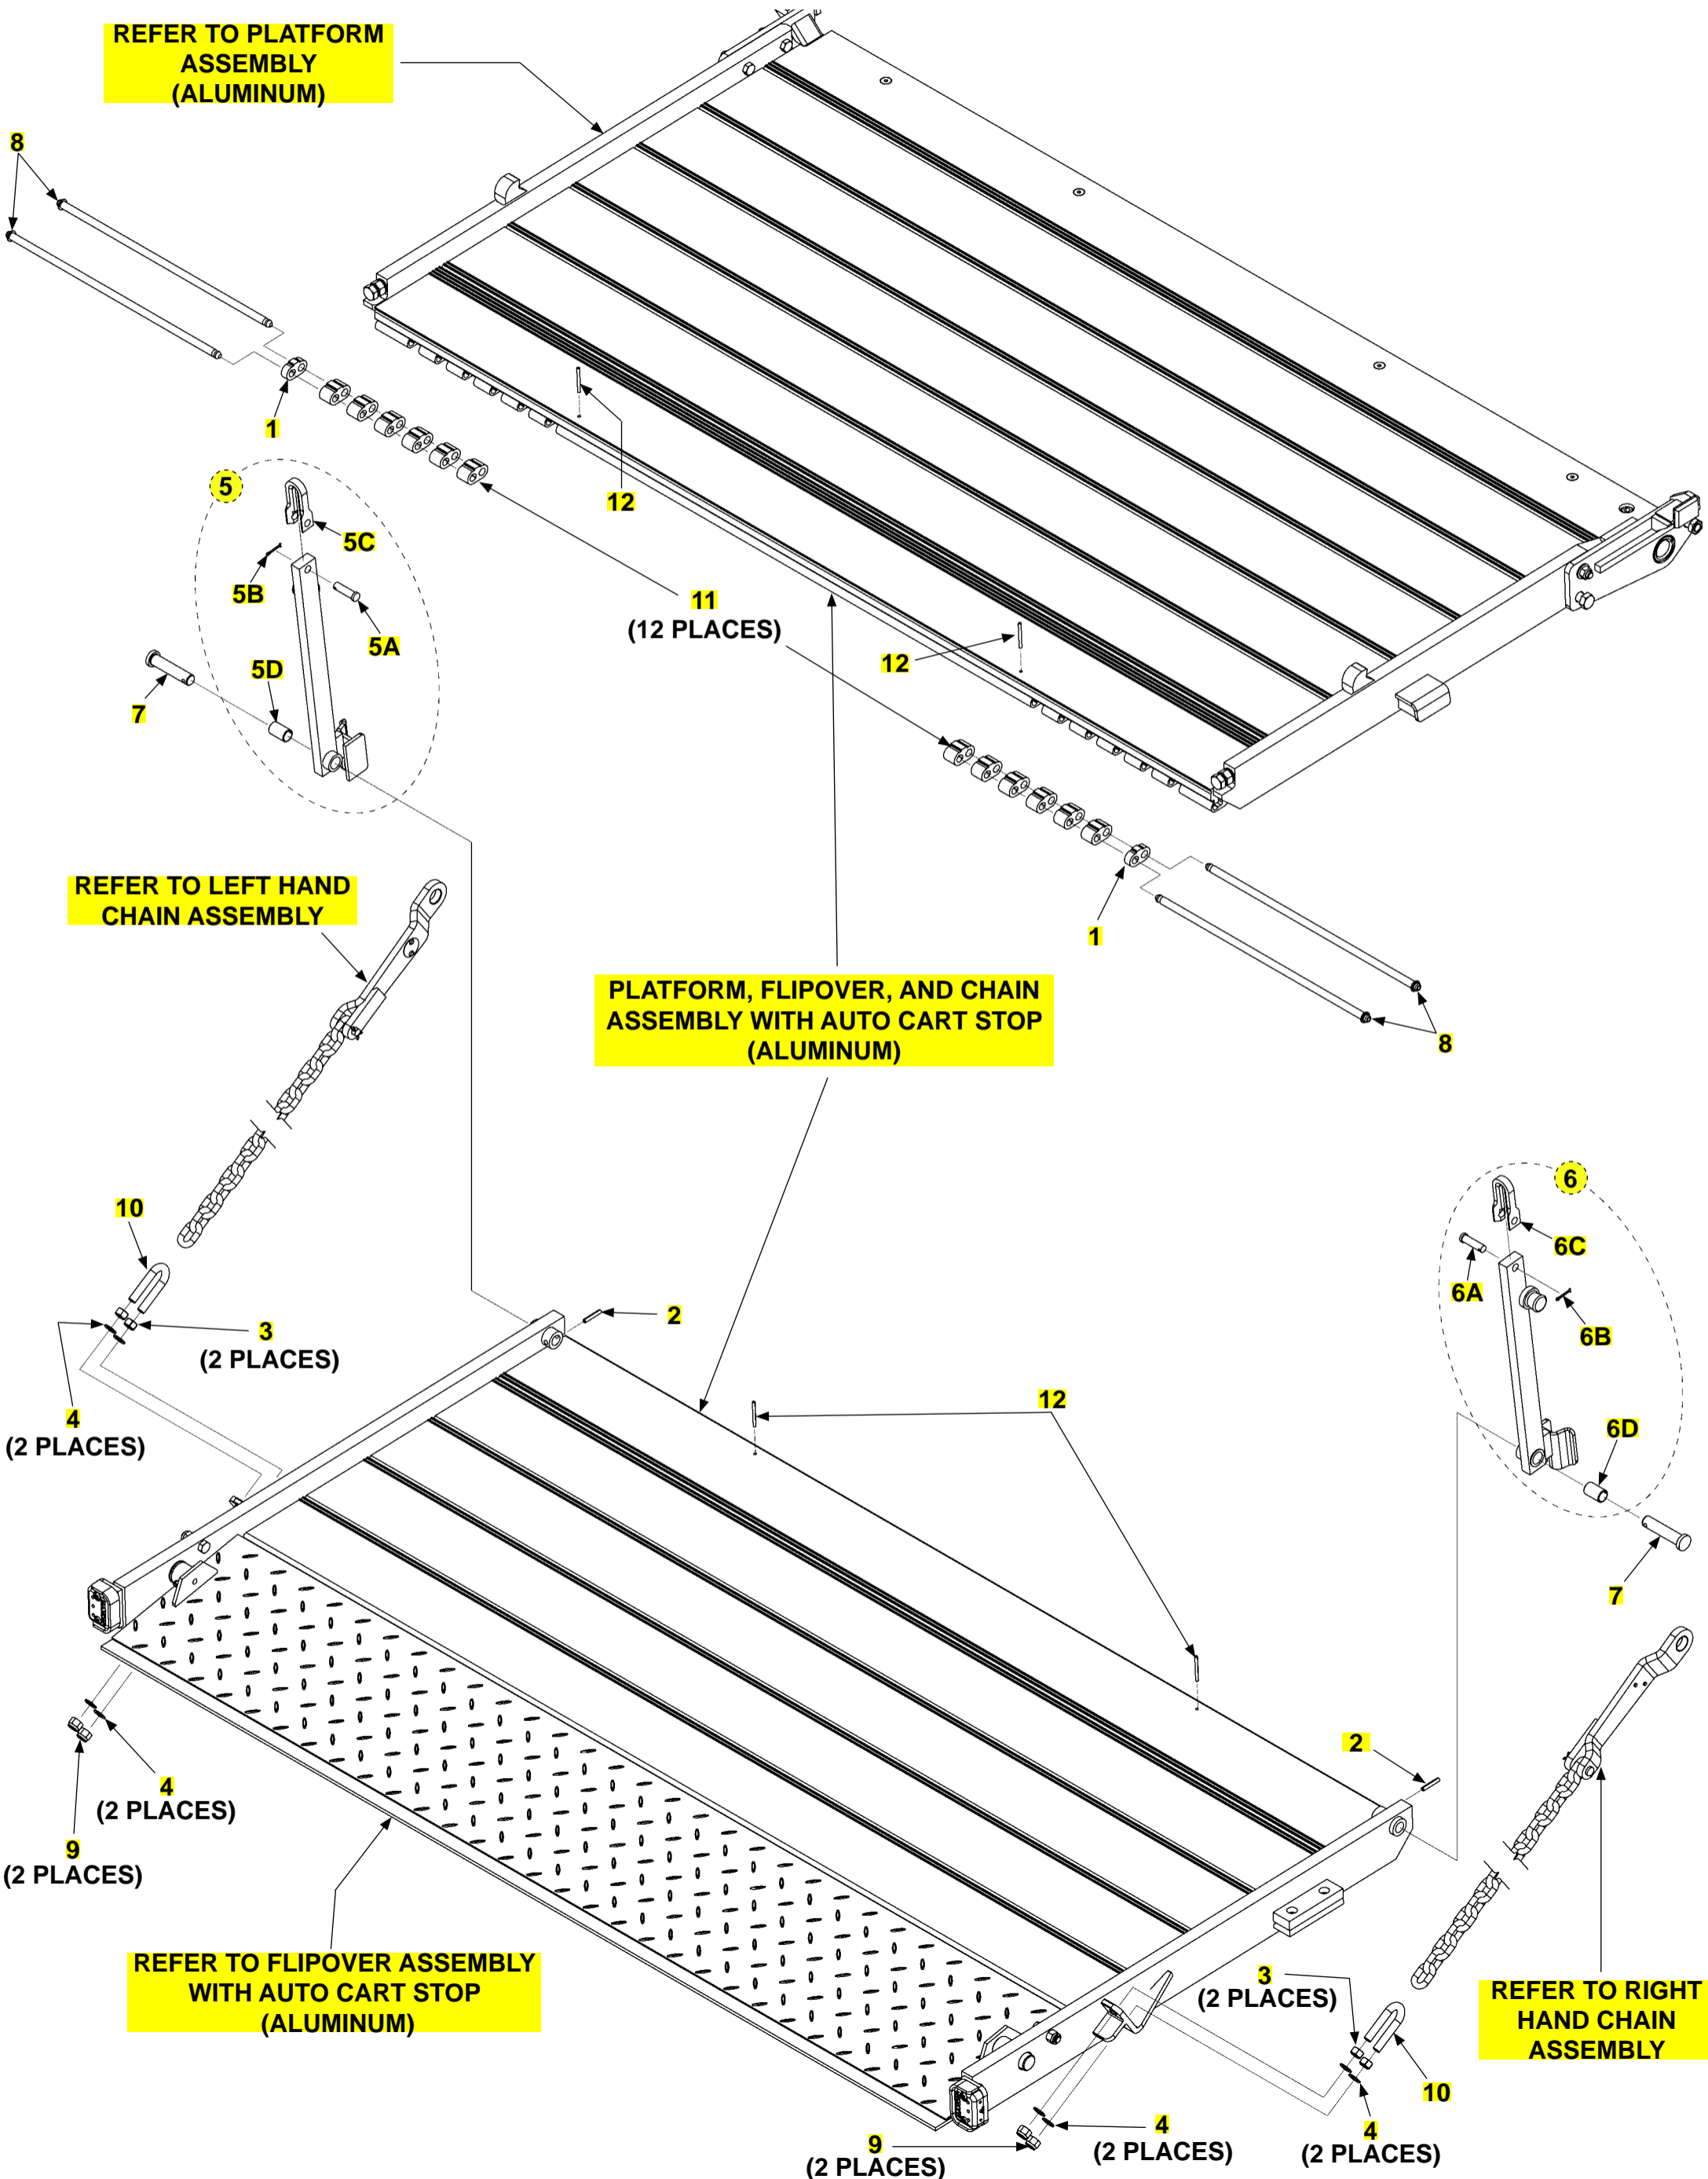 REFER TO PLATFORM
ASSEMBLY
(ALUMINUM)
8
1
12
5
5C
5B
5A
11
(12 PLACES)
12
5D
7
REFER TO LEFT HAND
CHAIN ASSEMBLY
1
PLATFORM, FLIPOVER, AND CHAIN
ASSEMBLY WITH AUTO CART STOP
(ALUMINUM)
8
6
10
6C
6A
6B
2
3
(2 PLACES)
12
4
(2 PLACES)
6D
7
2
4
(2 PLACES)
9
(2 PLACES)
REFER TO FLIPOVER ASSEMBLY
WITH AUTO CART STOP
(ALUMINUM)
3
(2 PLACES)
REFER TO RIGHT
HAND CHAIN
ASSEMBLY
10
4
(2 PLACES)
4
(2 PLACES)
9
(2 PLACES)